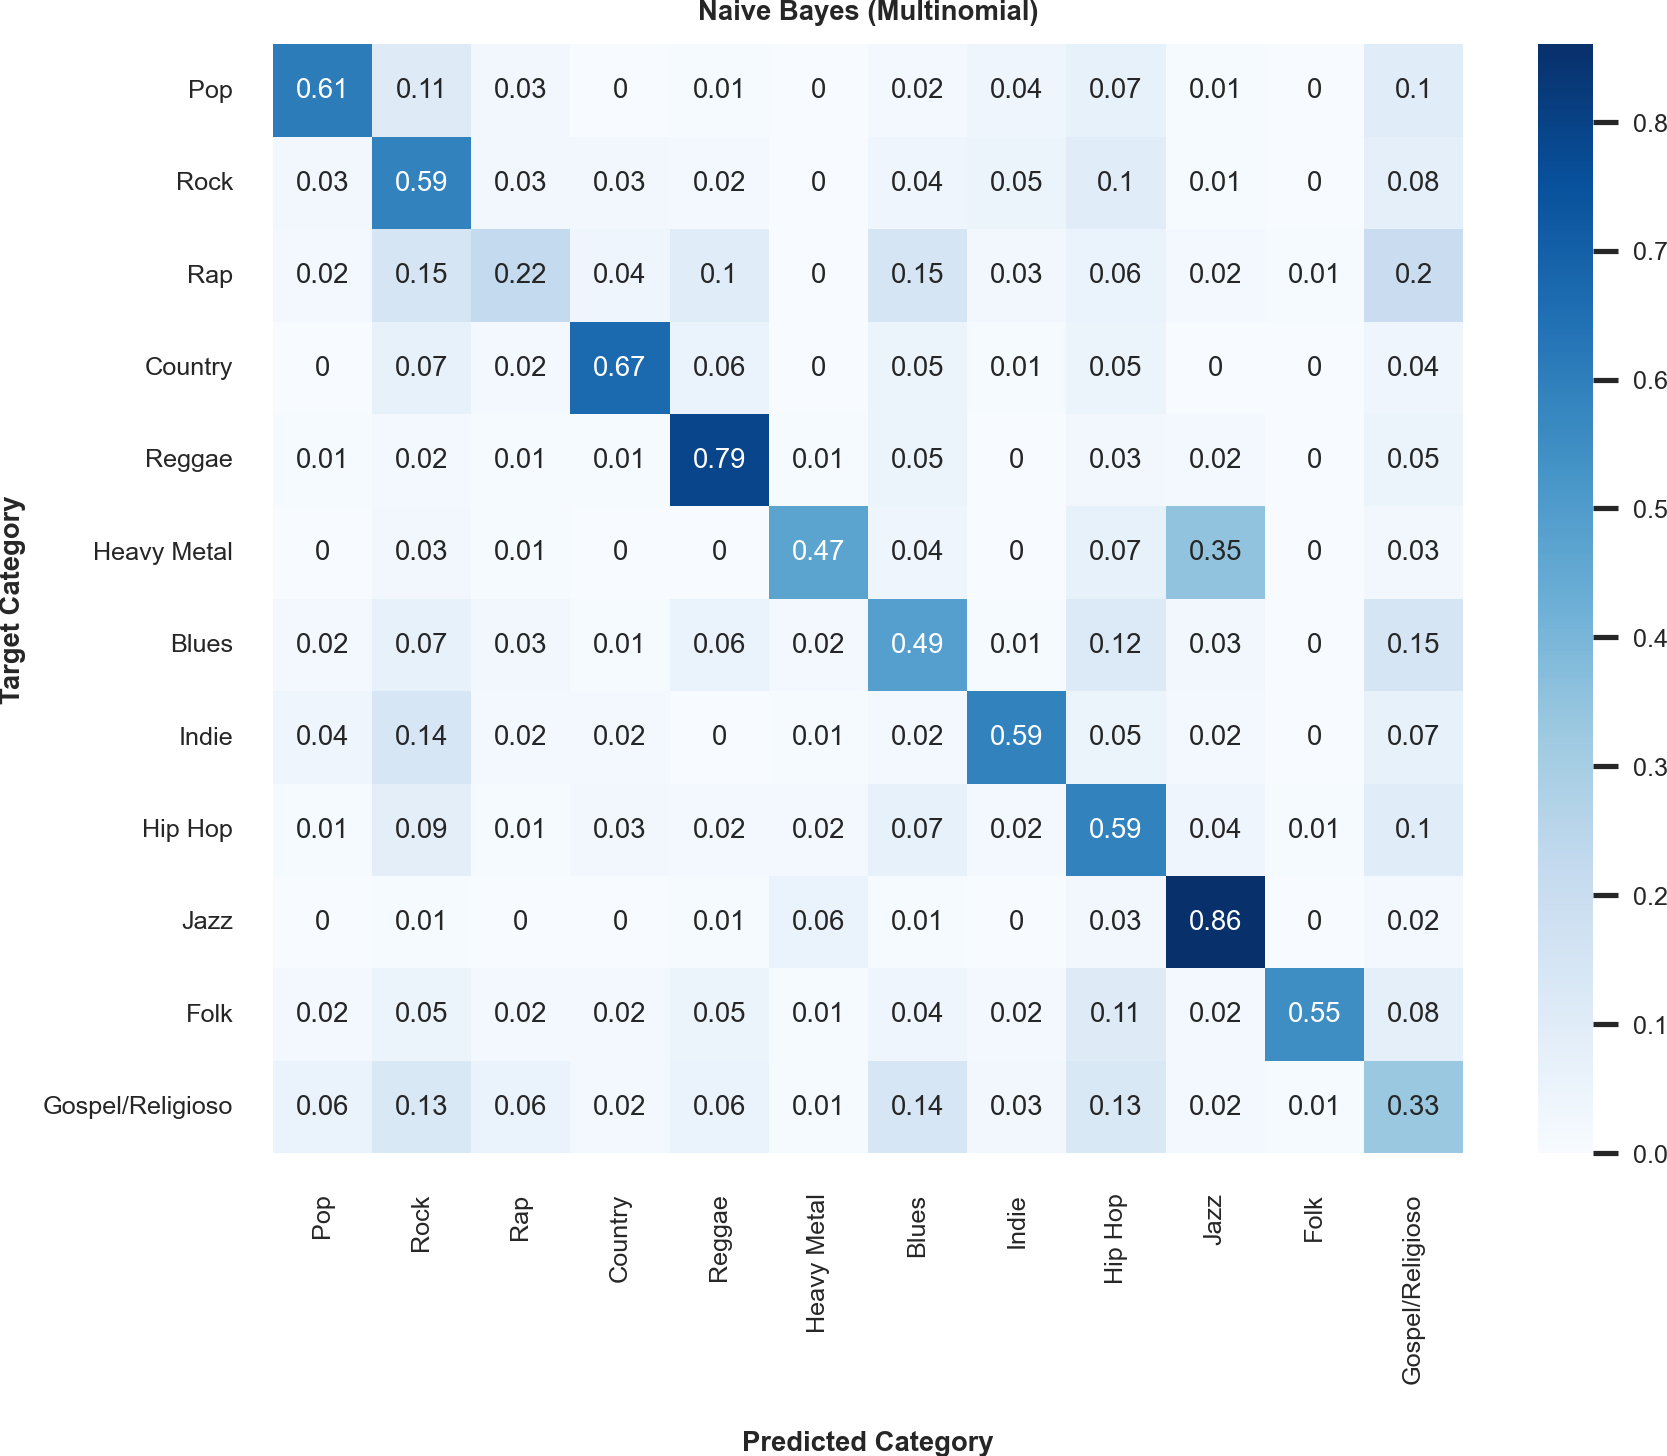 Naive Bayes (Multinomial)
Target Category
Pop 0.61 0.11 0.03 0 0.01 0 0.02 0.04 0.07 0.01 0 0.1
Rock 0.03 0.59 0.03 0.03 0.02 0 0.04 0.05 0.1 0.01 0 0.08
Rap 0.02 0.15 0.22 0.04 0.1 0 0.15 0.03 0.06 0.02 0.01 0.2
Country 0 0.07 0.02 0.67 0.06 0 0.05 0.01 0.05 0 0 0.04
Reggae 0.01 0.02 0.01 0.01 0.79 0.01 0.05 0 0.03 0.02 0 0.05
Heavy Metal 0 0.03 0.01 0 0 0.47 0.04 0 0.07 0.35 0 0.03
Blues 0.02 0.07 0.03 0.01 0.06 0.02 0.49 0.01 0.12 0.03 0 0.15
Indie 0.04 0.14 0.02 0.02 0 0.01 0.02 0.59 0.05 0.02 0 0.07
Hip Hop 0.01 0.09 0.01 0.03 0.02 0.02 0.07 0.02 0.59 0.04 0.01 0.1
Jazz 0 0.01 0 0 0.01 0.06 0.01 0 0.03 0.86 0 0.02
Folk 0.02 0.05 0.02 0.02 0.05 0.01 0.04 0.02 0.11 0.02 0.55 0.08
Gospel/Religioso 0.06 0.13 0.06 0.02 0.06 0.01 0.14 0.03 0.13 0.02 0.01 0.33
Pop Rock Rap Country Reggae Heavy Metal Blues Indie Hip Hop Jazz Folk Gospel/Religioso
Predicted Category
0.8
0.7
0.6
0.5
0.4
0.3
0.2
0.1
0.0